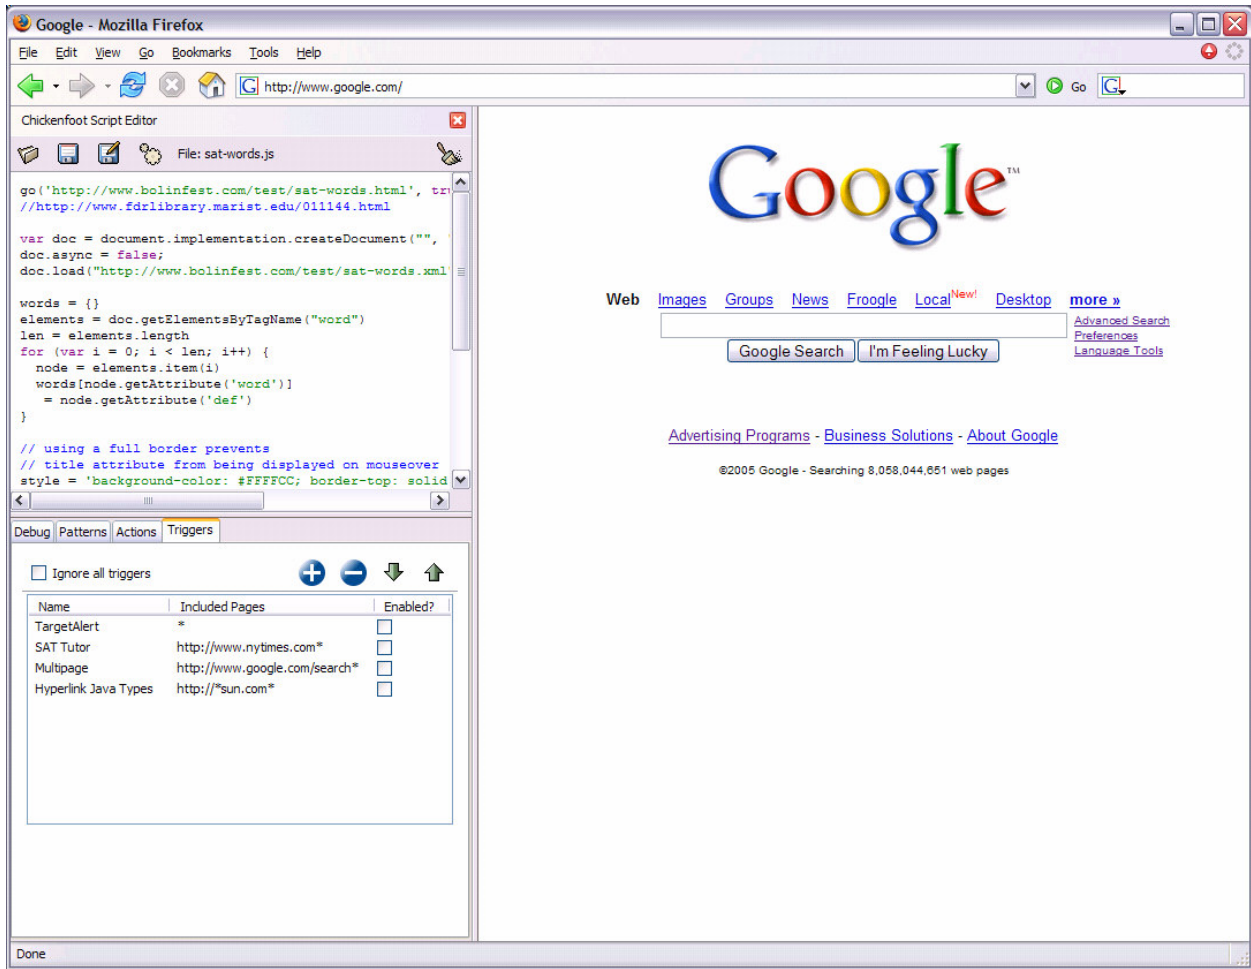 Google - Mozilla Firefox
File Edit View Go Bookmarks Tools Help
G http://www.google.com/ Go G
Chickenfoot Script Editor
File: sat-words.js
go('http://www.bolinfest.com/test/sat-words.html', tr
//http://www.fdrlibrary.marist.edu/011144.html
var doc = document.implementation.createDocument("",
doc.async = false;
doc.load("http://www.bolinfest.com/test/sat-words.xml"
words = {}
elements = doc.getElementsByTagName("word")
len = elements.length
for (var i = 0; i < len; i++) {
node = elements.item(i)
words[node.getAttribute('word')]
= node.getAttribute('def')
}
// using a full border prevents
// title attribute from being displayed on mouseover
style = 'background-color: #FFFFCC; border-top: solid
Debug Patterns Actions Triggers
Ignore all triggers
Name Included Pages Enabled?
TargetAlert *
SAT Tutor http://www.nytimes.com*
Multipage http://www.google.com/search*
Hyperlink Java Types http://*sun.com*
Google TM
Web Images Groups News Froogle Local New! Desktop more »
Advanced Search
Preferences
Language Tools
Google Search I'm Feeling Lucky
Advertising Programs - Business Solutions - About Google
©2005 Google - Searching 8,058,044,651 web pages
Done